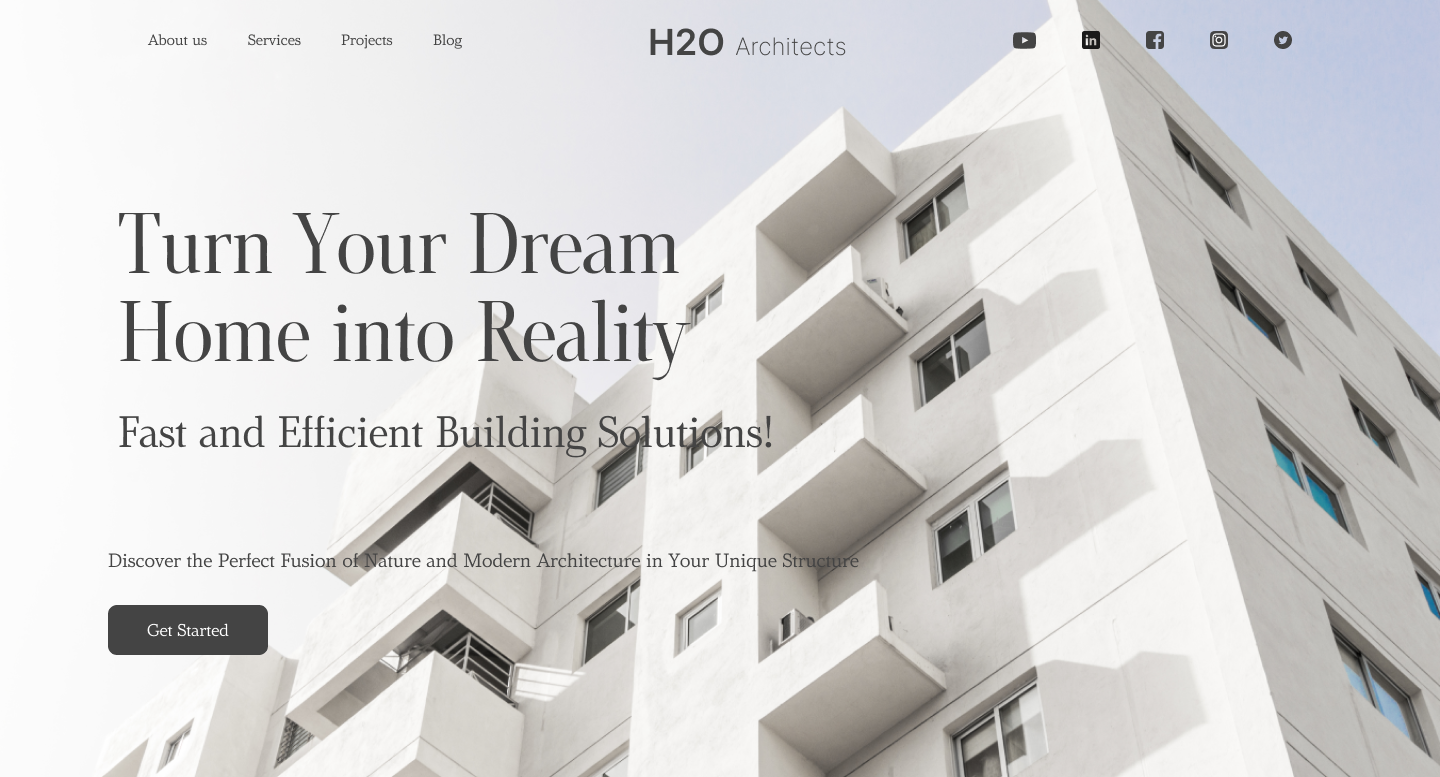 About us
Services
Projects
Blog
H2O Architects
Turn Your Dream
Home into Reality
Fast and Efficient Building Solutions!
Discover the Perfect Fusion of Nature and Modern Architecture in Your Unique Structure
Get Started